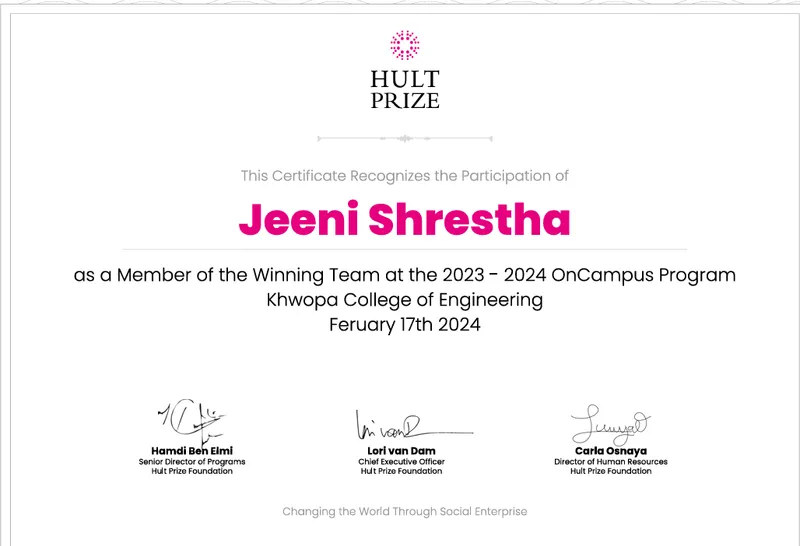 HULT
PRIZE
This Certificate Recognizes the Participation of
Jeeni Shrestha
as a Member of the Winning Team at the 2023 - 2024 OnCampus Program
Khwopa College of Engineering
Feruary 17th 2024
Hamdi Ben Elmi
Senior Director of Programs
Hult Prize Foundation
Lori van Dam
Chief Executive Officer
Hult Prize Foundation
Carla Osnaya
Director of Human Resources
Hult Prize Foundation
Changing the World Through Social Enterprise